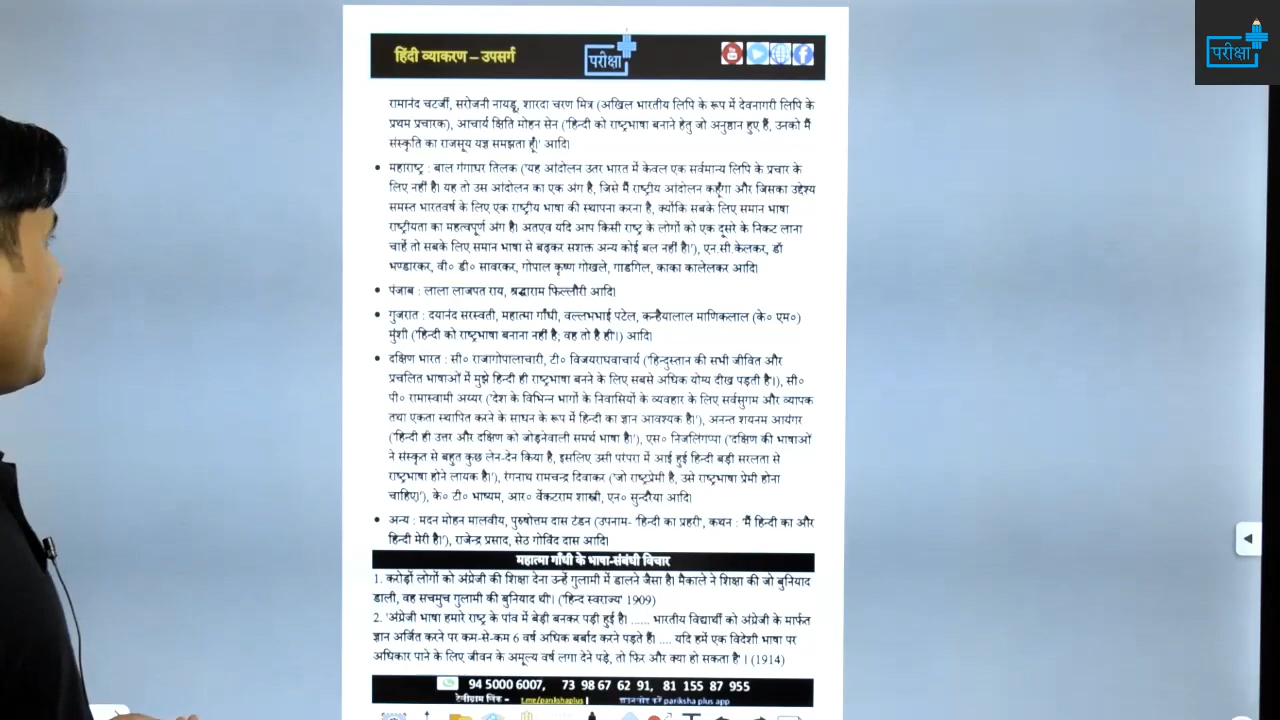 हिंदी व्याकरण – उपसर्ग
परीक्षा
परीक्षा
रामानंद चटर्जी, सरोजनी नायडू, शारदा चरण मित्र (अखिल भारतीय लिपि के रूप में देवनागरी लिपि के
प्रथम प्रचारक), आचार्य क्षिति मोहन सेन ('हिन्दी को राष्ट्रभाषा बनाने हेतु जो अनुष्ठान हुए हैं, उनको मैं
संस्कृति का राजसूय यज्ञ समझता हूँ।' आदि।
• महाराष्ट्र : बाल गंगाधर तिलक ('यह आंदोलन उतर भारत में केवल एक सर्वमान्य लिपि के प्रचार के
लिए नहीं है। यह तो उस आंदोलन का एक अंग है, जिसे मैं राष्ट्रीय आंदोलन कहूँगा और जिसका उद्देश्य
समस्त भारतवर्ष के लिए एक राष्ट्रीय भाषा की स्थापना करना है, क्योंकि सबके लिए समान भाषा
राष्ट्रीयता का महत्वपूर्ण अंग है। अतएव यदि आप किसी राष्ट्र के लोगों को एक दूसरे के निकट लाना
चाहें तो सबके लिए समान भाषा से बढ़कर सशक्त अन्य कोई बल नहीं है।'), एन.सी.केलकर, डॉ
भण्डारकर, वी० डी० सावरकर, गोपाल कृष्ण गोखले, गाडगिल, काका कालेलकर आदि।
• पंजाब : लाला लाजपत राय, श्रद्धाराम फिल्लौरी आदि।
• गुजरात : दयानंद सरस्वती, महात्मा गाँधी, वल्लभभाई पटेल, कन्हैयालाल माणिकलाल (के० एम०)
मुंशी ('हिन्दी को राष्ट्रभाषा बनाना नहीं है, वह तो है ही'।) आदि।
• दक्षिण भारत : सी० राजागोपालाचारी, टी० विजयराघवाचार्य ('हिन्दुस्तान की सभी जीवित और
प्रचलित भाषाओं में मुझे हिन्दी ही राष्ट्रभाषा बनने के लिए सबसे अधिक योग्य दीख पड़ती है'।), सी०
पी० रामास्वामी अय्यर ('देश के विभिन्न भागों के निवासियों के व्यवहार के लिए सर्वसुगम और व्यापक
तथा एकता स्थापित करने के साधन के रूप में हिन्दी का ज्ञान आवश्यक है।'), अनन्त शयनम आयंगर
('हिन्दी ही उत्तर और दक्षिण को जोड़नेवाली समर्थ भाषा है।'), एस० निजलिंगप्पा ('दक्षिण की भाषाओं
ने संस्कृत से बहुत कुछ लेन-देन किया है, इसलिए उसी परंपरा में आई हुई हिन्दी बड़ी सरलता से
राष्ट्रभाषा होने लायक है।'), रंगनाथ रामचन्द्र दिवाकर ('जो राष्ट्रप्रेमी है, उसे राष्ट्रभाषा प्रेमी होना
चाहिए।'), के० टी० भाष्यम, आर० वेंकटराम शास्त्री, एन० सुन्दरैया आदि।
• अन्य : मदन मोहन मालवीय, पुरुषोत्तम दास टंडन (उपनाम- 'हिन्दी का प्रहरी', कथन : 'मैं हिन्दी का और
हिन्दी मेरी है।'), राजेन्द्र प्रसाद, सेठ गोविंद दास आदि।
महात्मा गाँधी के भाषा-संबंधी विचार
1. करोड़ों लोगों को अंग्रेजी की शिक्षा देना उन्हें गुलामी में डालने जैसा है। मैकाले ने शिक्षा की जो बुनियाद
डाली, वह सचमुच गुलामी की बुनियाद थी'। ('हिन्द स्वराज्य' 1909)
2. 'अंग्रेजी भाषा हमारे राष्ट्र के पांव में बेड़ी बनकर पड़ी हुई है। ...... भारतीय विद्यार्थी को अंग्रेजी के मार्फत
ज्ञान अर्जित करने पर कम-से-कम 6 वर्ष अधिक बर्बाद करने पड़ते हैं। .... यदि हमें एक विदेशी भाषा पर
अधिकार पाने के लिए जीवन के अमूल्य वर्ष लगा देने पड़े, तो फिर और क्या हो सकता है' । (1914)
94 5000 6007, 73 98 67 62 91, 81 155 87 955
टेलीग्राम लिंक – t.me/parikshaplus | डाउनलोड करें pariksha plus app